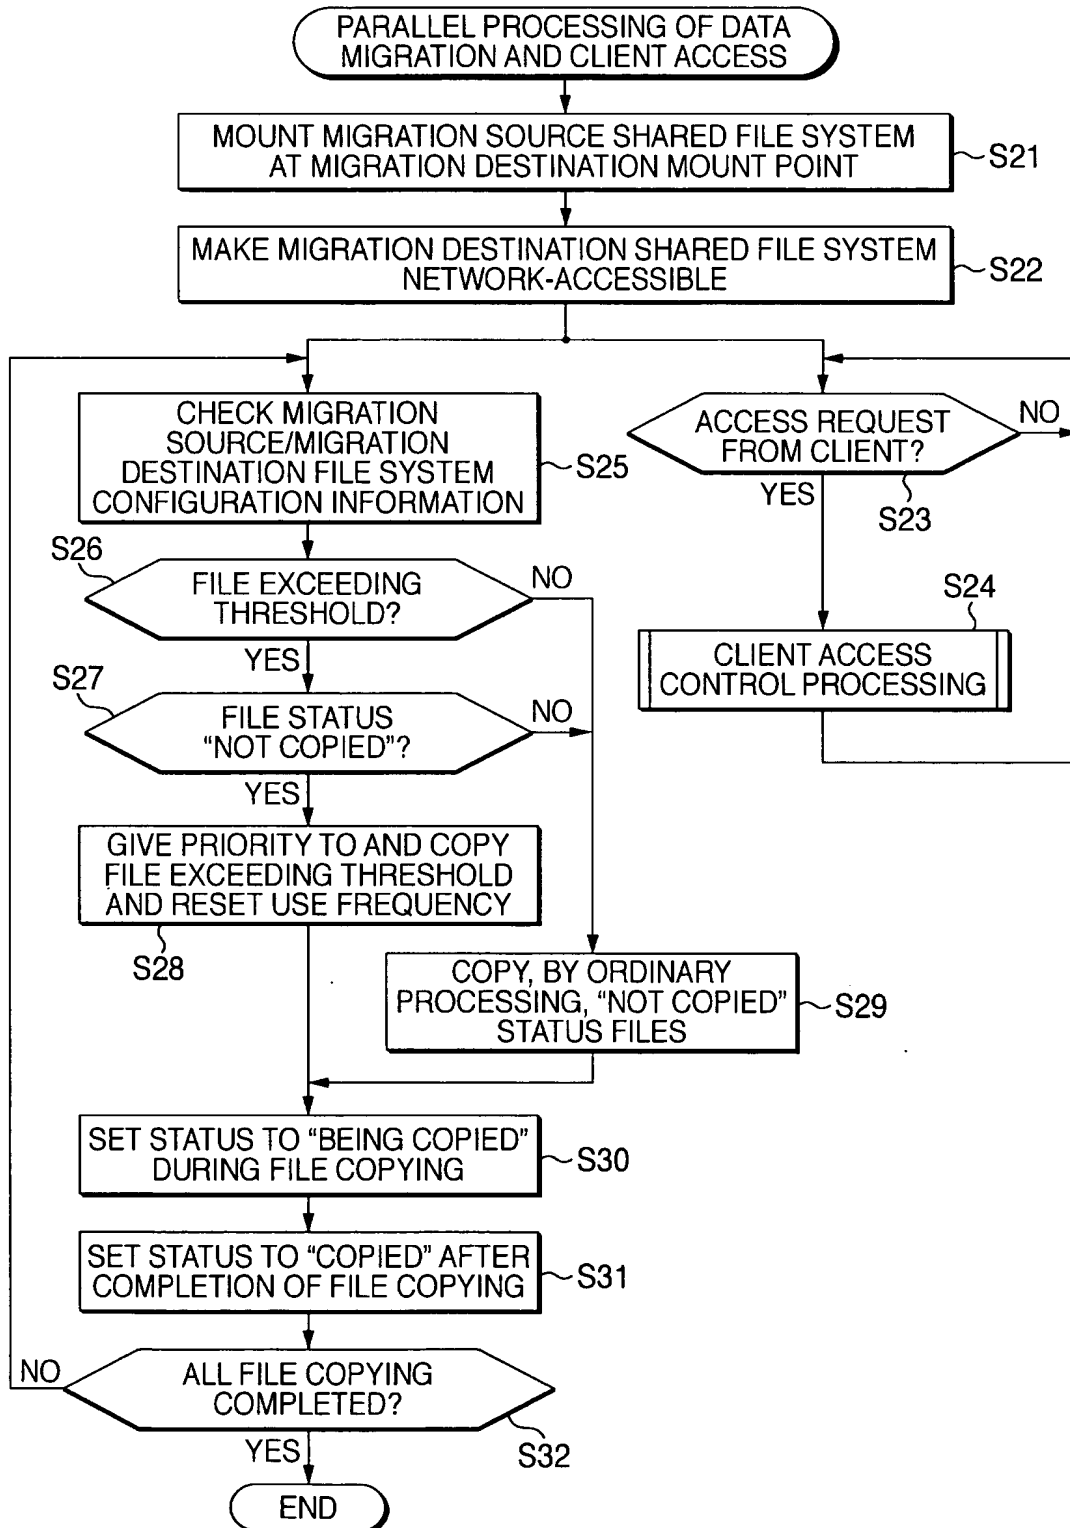 PARALLEL PROCESSING OF DATA
MIGRATION AND CLIENT ACCESS
MOUNT MIGRATION SOURCE SHARED FILE SYSTEM
AT MIGRATION DESTINATION MOUNT POINT
S21
MAKE MIGRATION DESTINATION SHARED FILE SYSTEM
NETWORK-ACCESSIBLE
S22
CHECK MIGRATION
SOURCE/MIGRATION
DESTINATION FILE SYSTEM
CONFIGURATION INFORMATION
S25
ACCESS REQUEST
FROM CLIENT?
NO
YES
S23
S26
FILE EXCEEDING
THRESHOLD?
NO
YES
S24
CLIENT ACCESS
CONTROL PROCESSING
S27
FILE STATUS
“NOT COPIED”?
NO
YES
GIVE PRIORITY TO AND COPY
FILE EXCEEDING THRESHOLD
AND RESET USE FREQUENCY
S28
COPY, BY ORDINARY
PROCESSING, “NOT COPIED”
STATUS FILES
S29
SET STATUS TO “BEING COPIED”
DURING FILE COPYING
S30
SET STATUS TO “COPIED” AFTER
COMPLETION OF FILE COPYING
S31
NO
ALL FILE COPYING
COMPLETED?
YES
S32
END